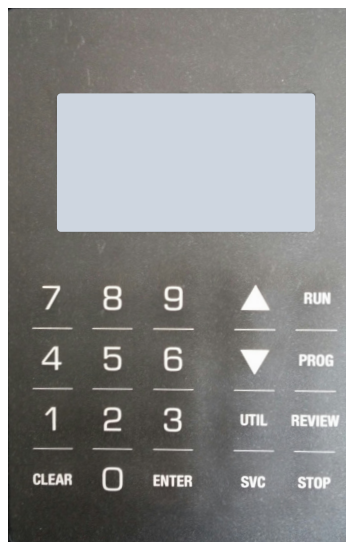 7 8 9 RUN
4 5 6 PROG
1 2 3 UTIL REVIEW
CLEAR 0 ENTER SVC STOP